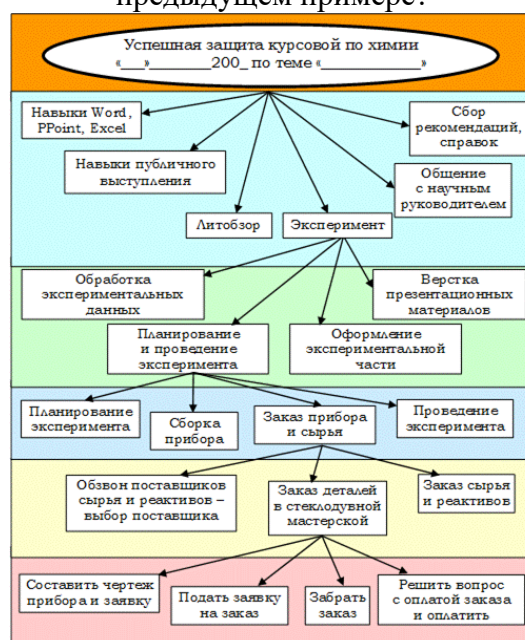 предыдущем примере?
Успешная защита курсовой по химии
«___»_________200_ по теме «______________»
Навыки Word,
PPoint, Excel
Сбор
рекомендаций,
справок
Навыки публичного
выступления
Общение
с научным
руководителем
Литобзор
Эксперимент
Обработка
экспериментальных
данных
Верстка
презентационных
материалов
Планирование
и проведение
эксперимента
Оформление
экспериментальной
части
Планирование
эксперимента
Сборка
прибора
Заказ прибора
и сырья
Проведение
эксперимента
Обзвон поставщиков
сырья и реактивов –
выбор поставщика
Заказ деталей
в стеклодувной
мастерской
Заказ сырья
и реактивов
Составить чертеж
прибора и заявку
Подать заявку
на заказ
Забрать
заказ
Решить вопрос
с оплатой заказа
и оплатить